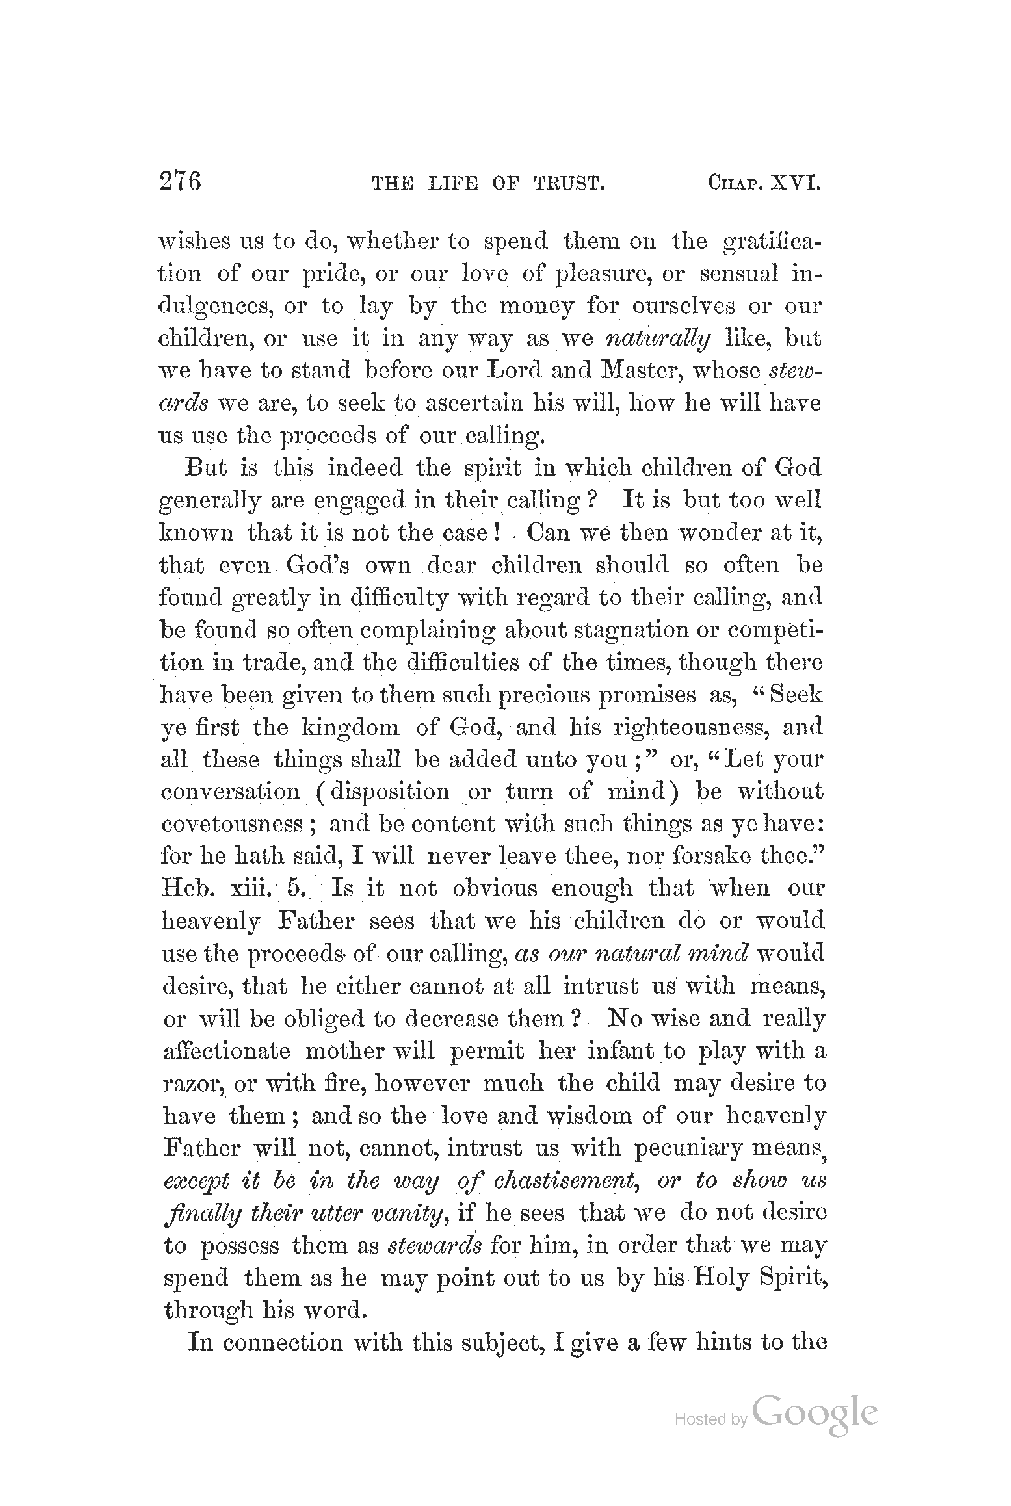 276 THE LIFE OF TRUST. CHAP. XVI.
wishes us to do, whether to spend them on the gratifica-
tion of our pride, or our love of pleasure, or sensual in-
dulgences, or to lay by the money for ourselves or our
children, or use it in any way as we naturally like, but
we have to stand before our Lord and Master, whose stew-
ards we are, to seek to ascertain his will, how he will have
us use the proceeds of our calling.
But is this indeed the spirit in which children of God
generally are engaged in their calling? It is but too well
known that it is not the case! Can we then wonder at it,
that even God's own dear children should so often be
found greatly in difficulty with regard to their calling, and
be found so often complaining about stagnation or competi-
tion in trade, and the difficulties of the times, though there
have been given to them such precious promises as, "Seek
ye first the kingdom of God, and his righteousness, and
all these things shall be added unto you;" or, "Let your
conversation (disposition or turn of mind) be without
covetousness; and be content with such things as ye have:
for he hath said, I will never leave thee, nor forsake thee."
Heb. xiii. 5. Is it not obvious enough that when our
heavenly Father sees that we his children do or would
use the proceeds of our calling, as our natural mind would
desire, that he either cannot at all intrust us with means,
or will be obliged to decrease them? No wise and really
affectionate mother will permit her infant to play with a
razor, or with fire, however much the child may desire to
have them; and so the love and wisdom of our heavenly
Father will not, cannot, intrust us with pecuniary means,
except it be in the way of chastisement, or to show us
finally their utter vanity, if he sees that we do not desire
to possess them as stewards for him, in order that we may
spend them as he may point out to us by his Holy Spirit,
through his word.
In connection with this subject, I give a few hints to the
Hosted by Google